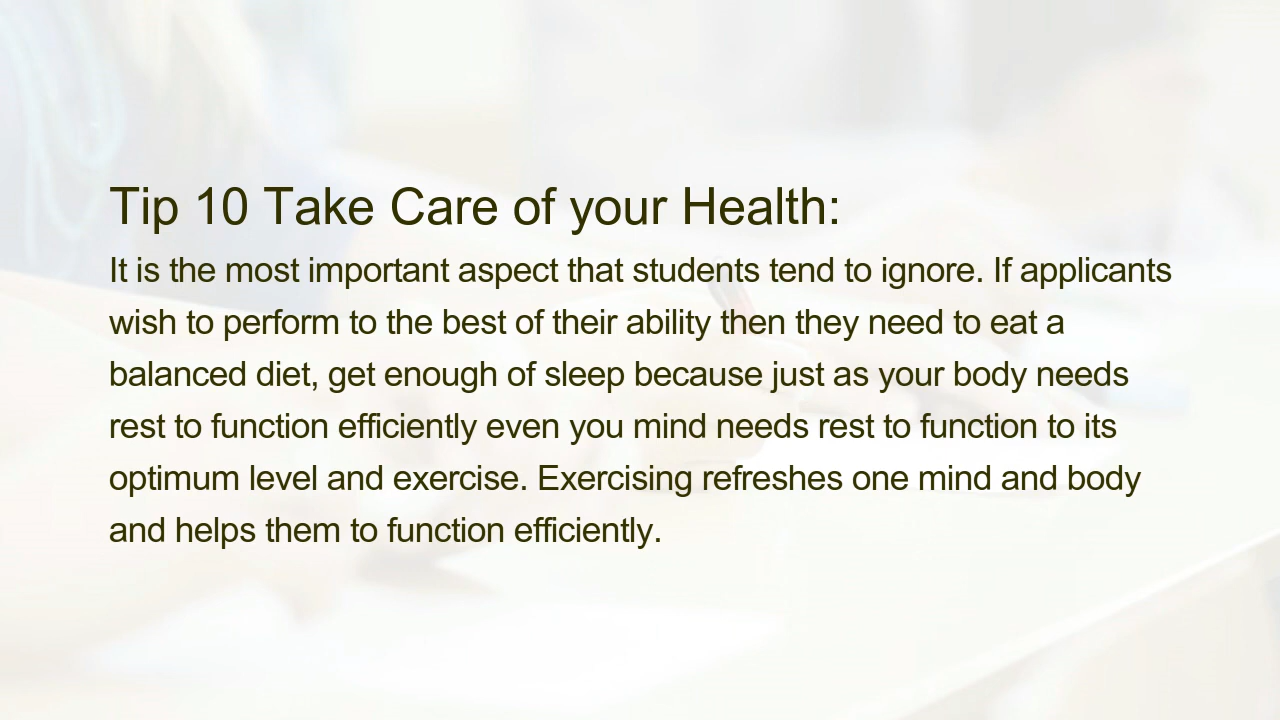 Tip 10 Take Care of your Health:
It is the most important aspect that students tend to ignore. If applicants
wish to perform to the best of their ability then they need to eat a
balanced diet, get enough of sleep because just as your body needs
rest to function efficiently even you mind needs rest to function to its
optimum level and exercise. Exercising refreshes one mind and body
and helps them to function efficiently.